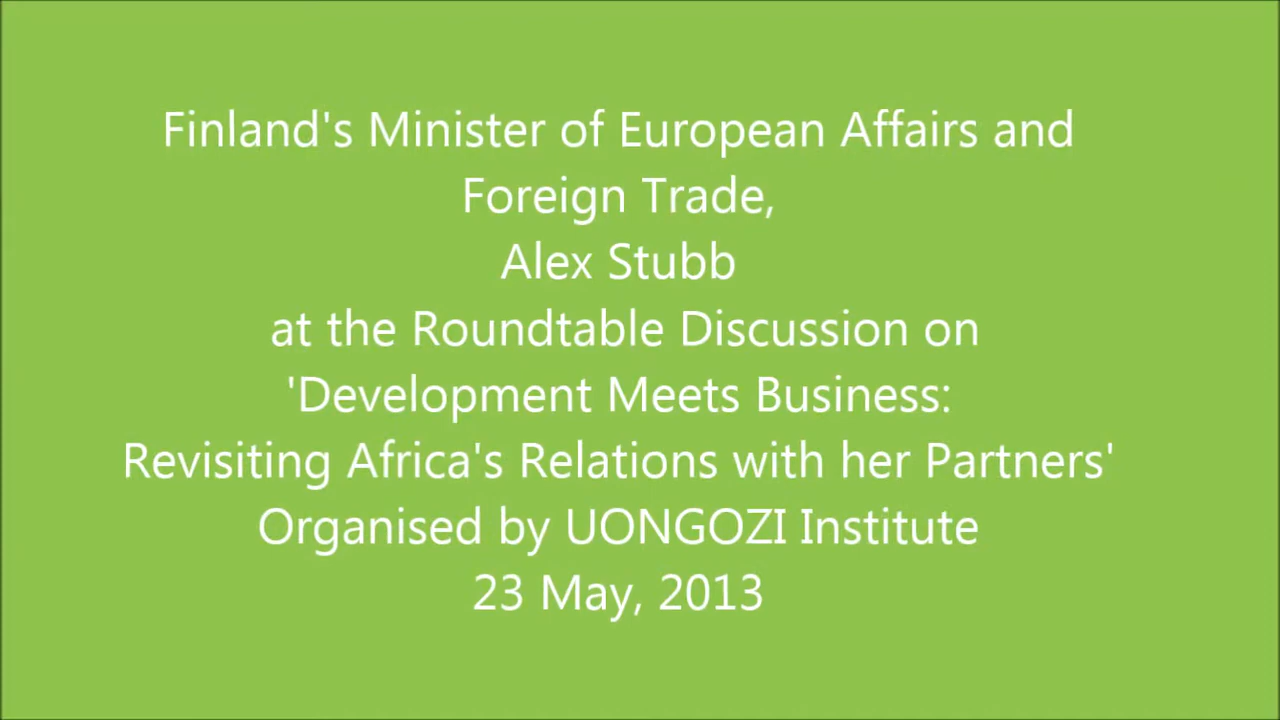 Finland's Minister of European Affairs and
Foreign Trade,
Alex Stubb
at the Roundtable Discussion on
'Development Meets Business:
Revisiting Africa's Relations with her Partners'
Organised by UONGOZI Institute
23 May, 2013